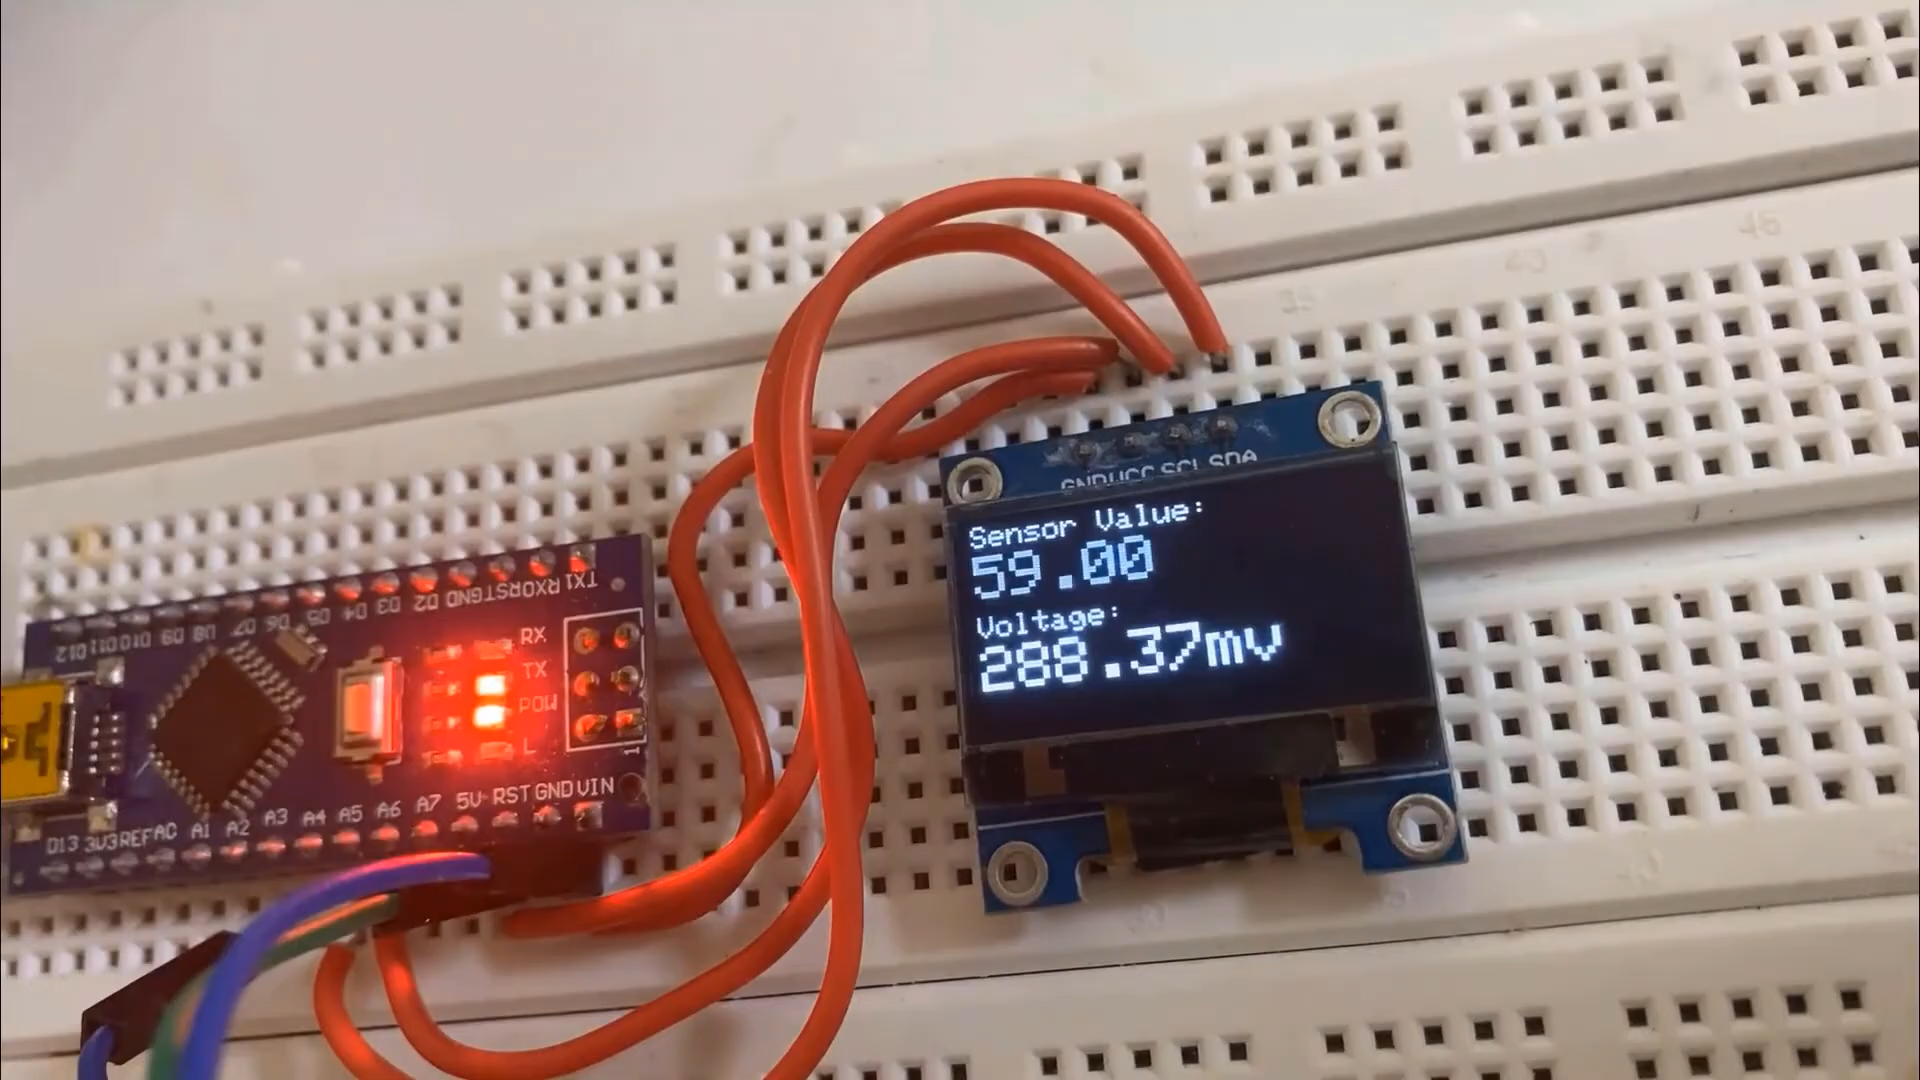 GND VCC SCL SDA
Sensor Value:
59.00
Voltage:
288.37mv
TX1 RX0 RST GND D2 D3 D4 D5 D6 D7 D8 D9 D10 D11 D12
RX
TX
POW
L
1
D13 3V3 REF A0 A1 A2 A3 A4 A5 A6 A7 5V RST GND VIN